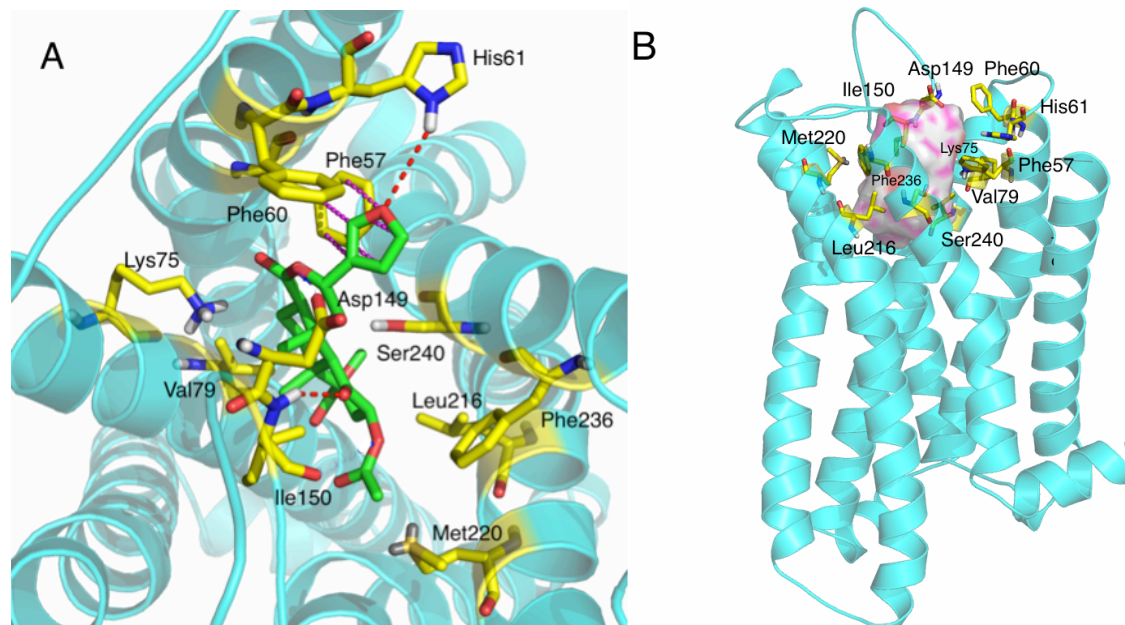 A
His61
Phe57
Phe60
Lys75
Asp149
Ser240
Val79
Leu216
Phe236
Ile150
Met220
B
Asp149
Phe60
Ile150
His61
Met220
Lys75
Phe57
Phe236
Val79
Leu216
Ser240